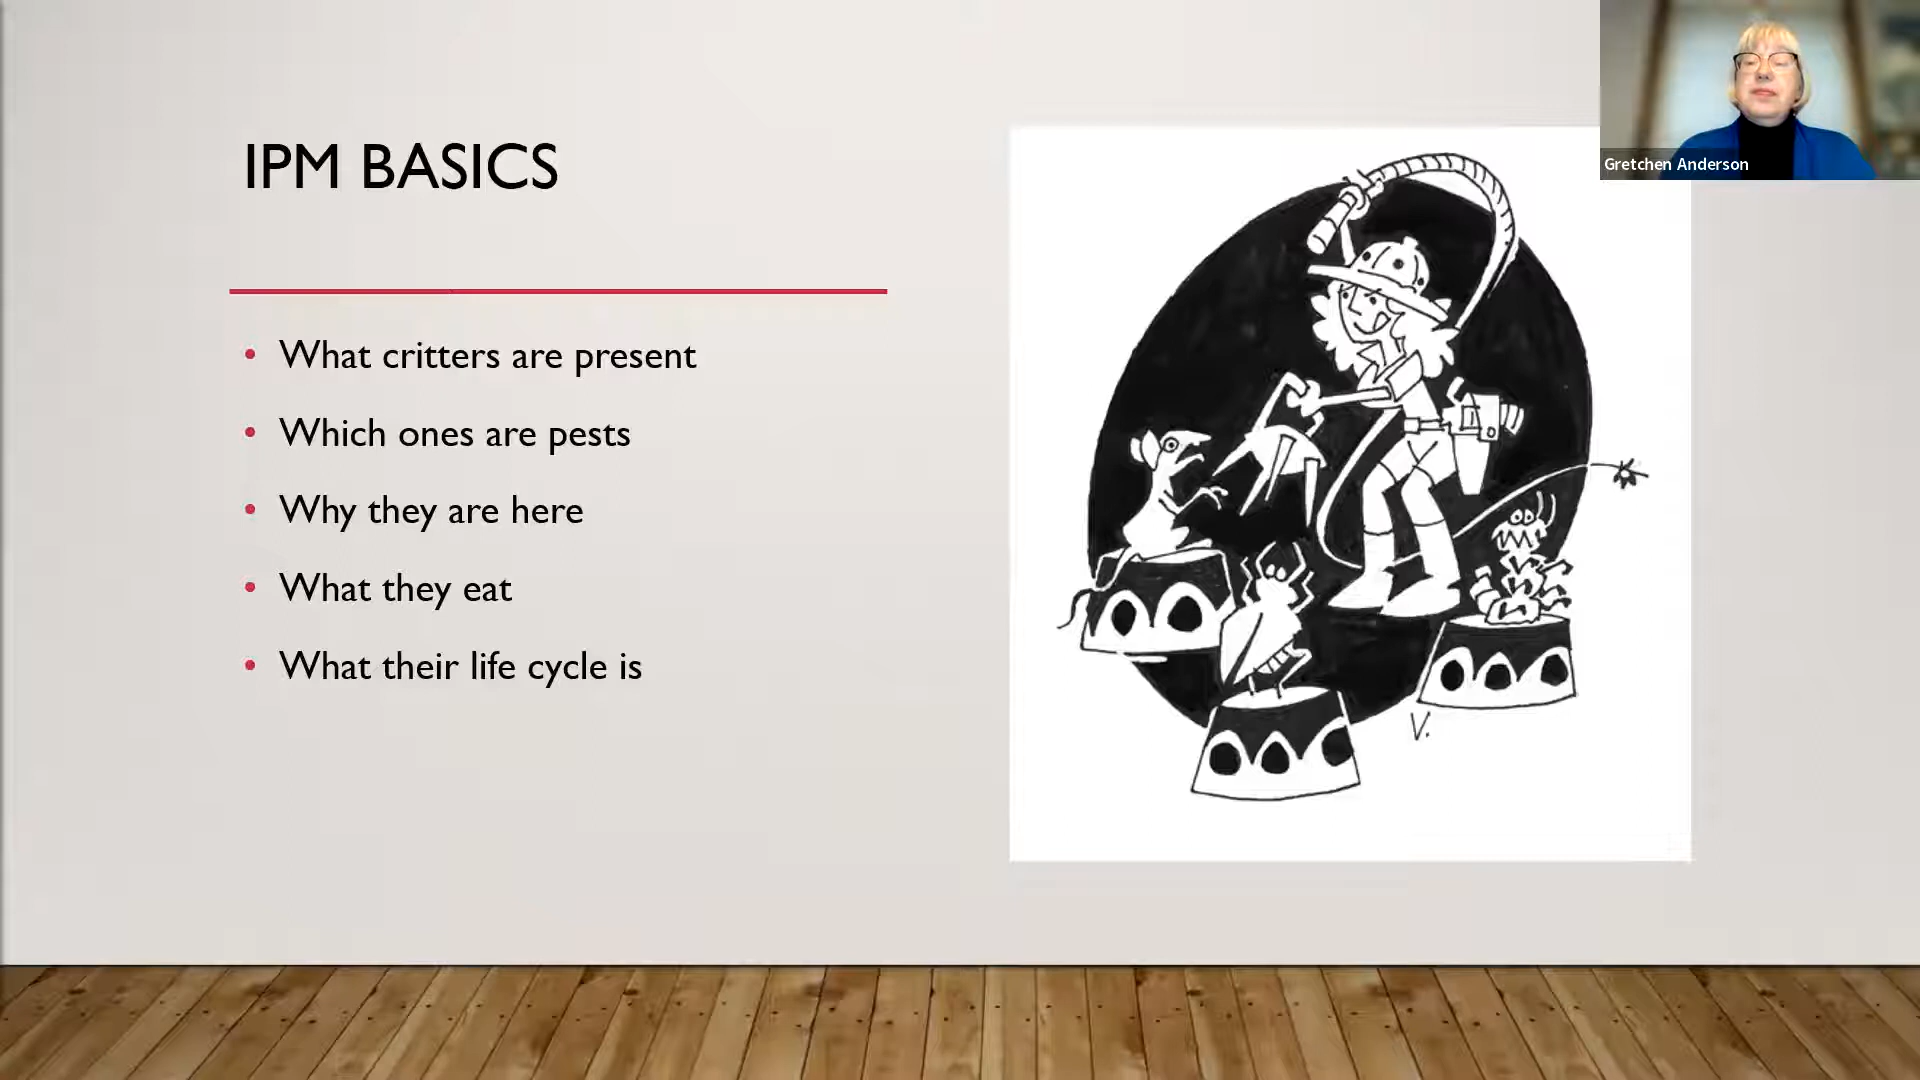 IPM BASICS
• What critters are present
• Which ones are pests
• Why they are here
• What they eat
• What their life cycle is
V.
Gretchen Anderson